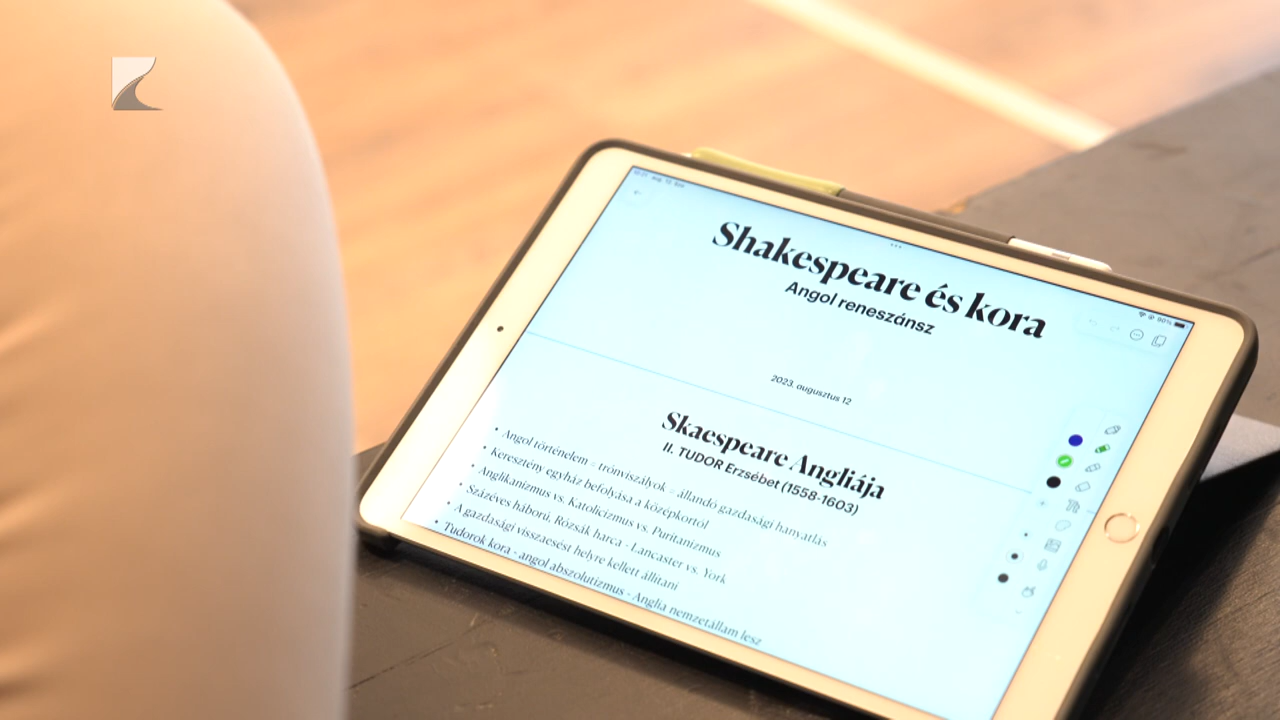 Shakespeare és kora
Angol reneszánsz
2023. augusztus 12
Skaespeare Angliája
II. TUDOR Erzsébet (1558-1603)
• Angol történelem - trónviszályok - állandó gazdasági hanyatlás
• Keresztény egyház befolyása a középkortól
• Anglikanizmus vs. Katolicizmus vs. Puritanizmus
• Százéves háború, Rózsák harca - Lancaster vs. York
• A gazdasági visszaesést helyre kellett állítani
• Tudorok kora - angol abszolutizmus - Anglia nemzetállam lesz
90%